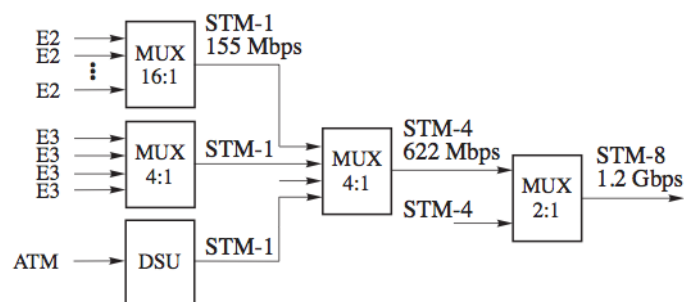 E2
E2
E2
MUX
16:1
STM-1
155 Mbps
E3
E3
E3
E3
MUX
4:1
STM-1
ATM
DSU
STM-1
MUX
4:1
STM-4
622 Mbps
STM-4
MUX
2:1
STM-8
1.2 Gbps